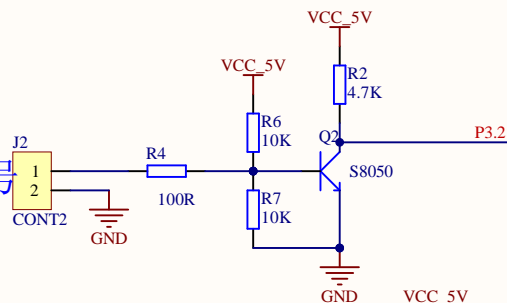 VCC_5V
VCC_5V
R2
4.7K
R6
10K
Q2
P3.2
J2
1
2
CONT2
R4
100R
S8050
R7
10K
GND
GND
VCC_5V